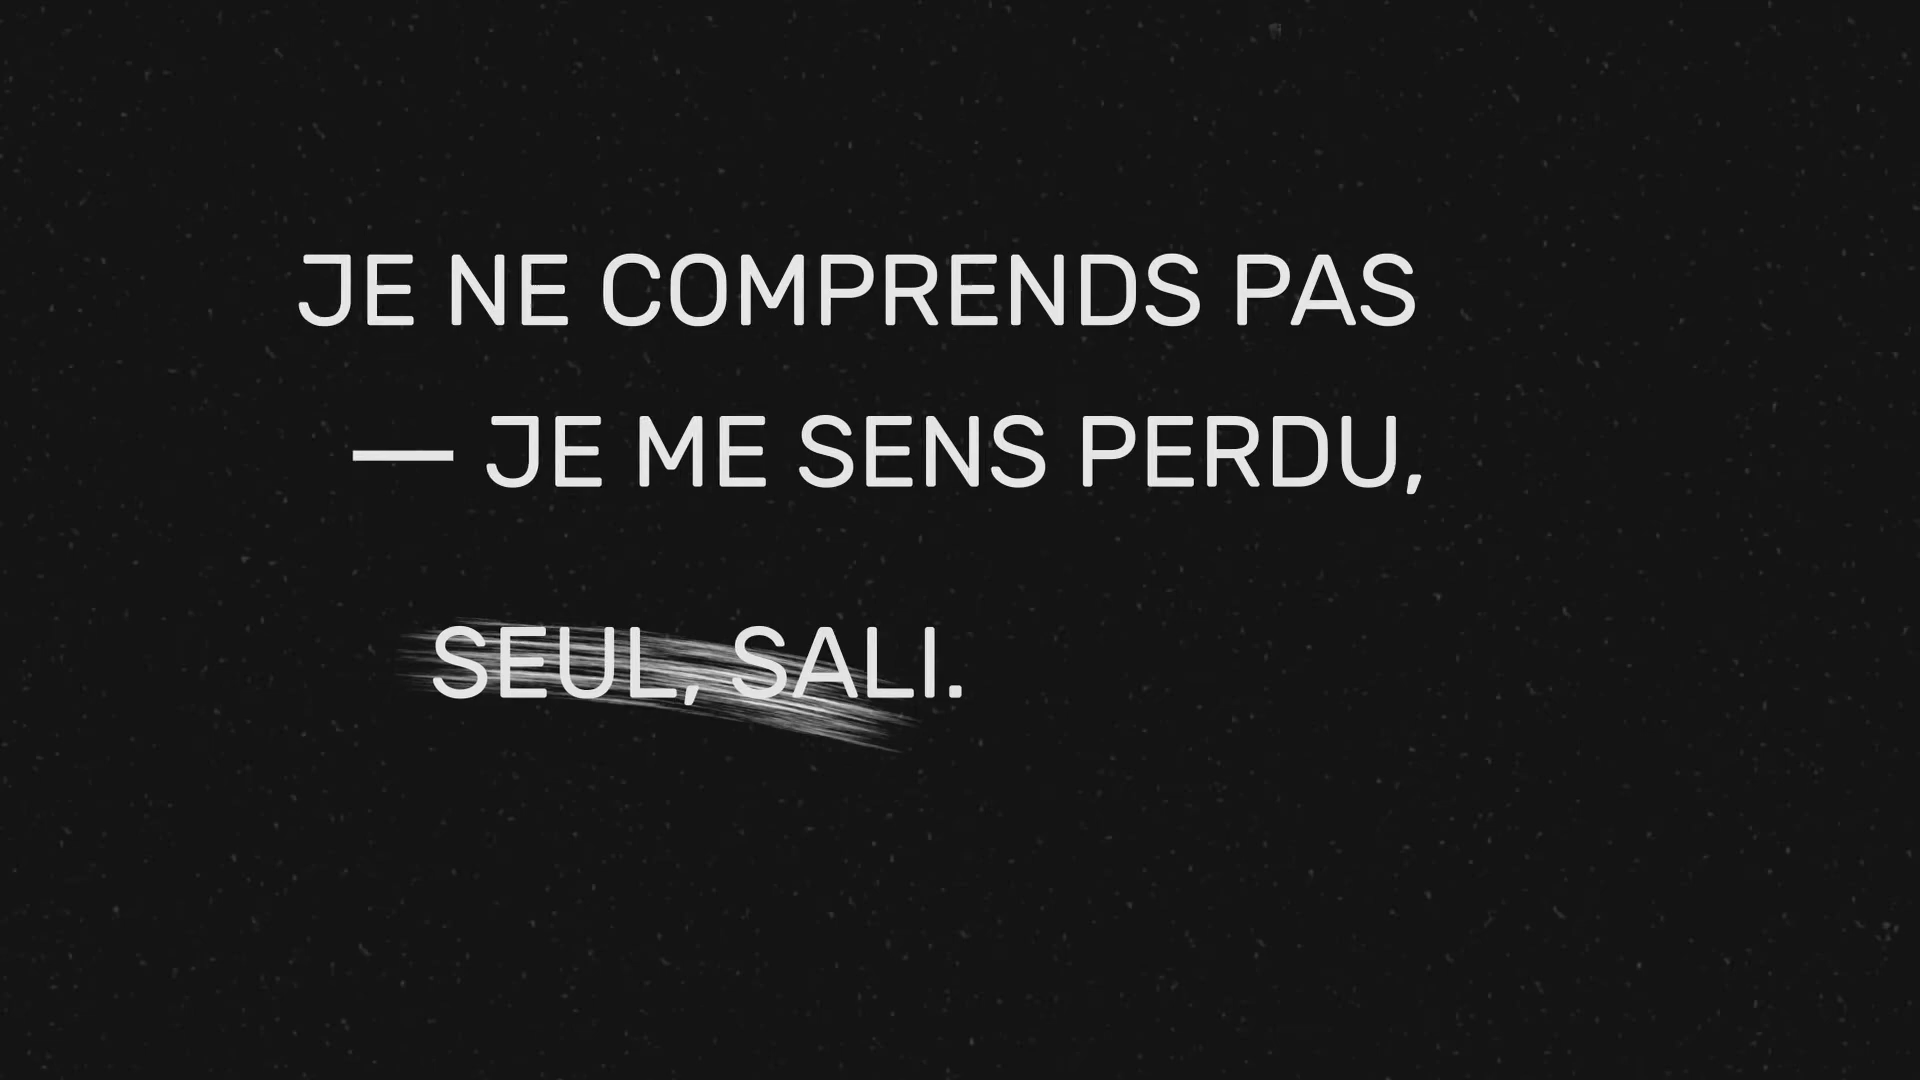 JE NE COMPRENDS PAS
— JE ME SENS PERDU,
SEUL, SALI.